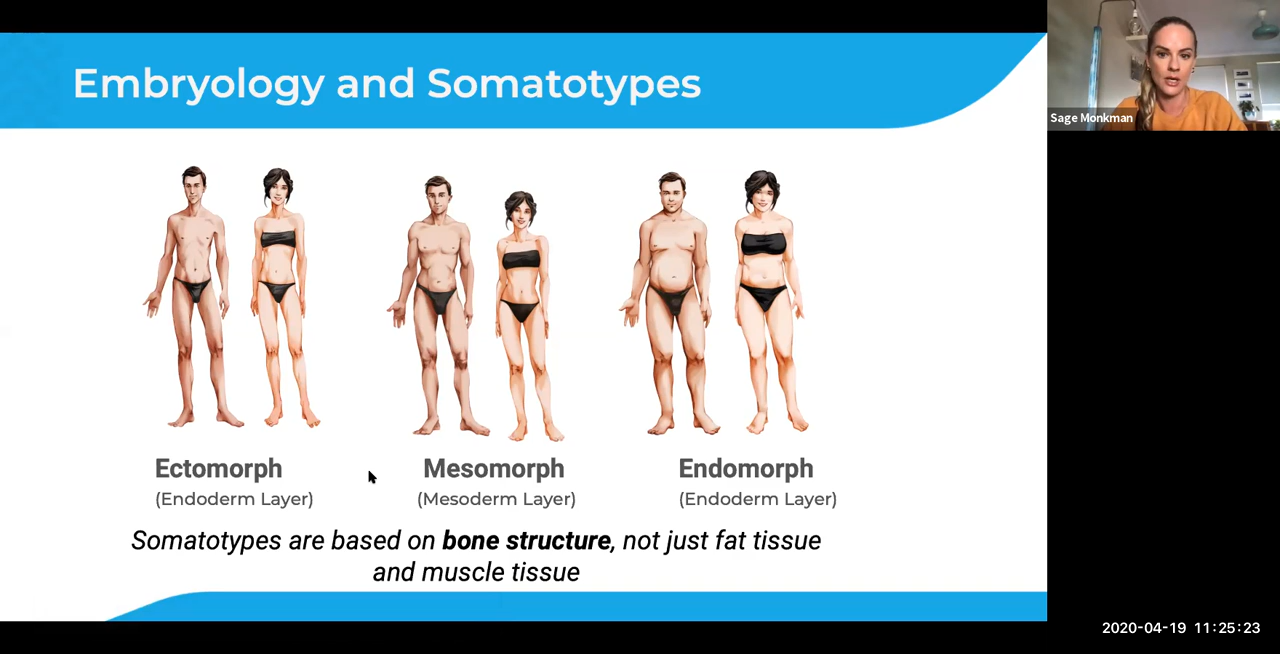 Embryology and Somatotypes
Sage Monkman
Ectomorph
(Endoderm Layer)
Mesomorph
(Mesoderm Layer)
Endomorph
(Endoderm Layer)
Somatotypes are based on bone structure, not just fat tissue
and muscle tissue
2020-04-19 11:25:23